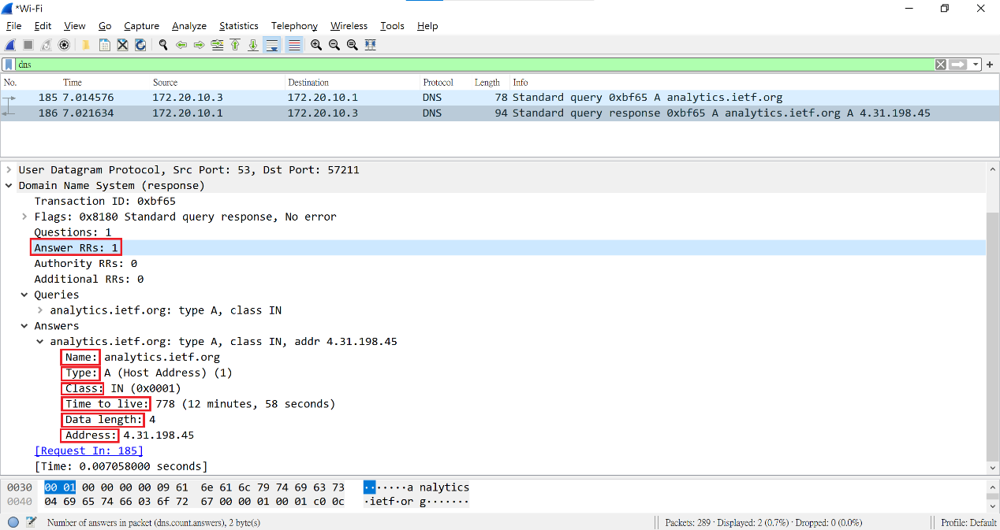 *Wi-Fi
File Edit View Go Capture Analyze Statistics Telephony Wireless Tools Help
dns
No. Time Source Destination Protocol Length Info
185 7.014576 172.20.10.3 172.20.10.1 DNS 78 Standard query 0xbf65 A analytics.ietf.org
186 7.021634 172.20.10.1 172.20.10.3 DNS 94 Standard query response 0xbf65 A analytics.ietf.org A 4.31.198.45
User Datagram Protocol, Src Port: 53, Dst Port: 57211
Domain Name System (response)
Transaction ID: 0xbf65
Flags: 0x8180 Standard query response, No error
Questions: 1
Answer RRs: 1
Authority RRs: 0
Additional RRs: 0
Queries
analytics.ietf.org: type A, class IN
Answers
analytics.ietf.org: type A, class IN, addr 4.31.198.45
Name: analytics.ietf.org
Type: A (Host Address) (1)
Class: IN (0x0001)
Time to live: 778 (12 minutes, 58 seconds)
Data length: 4
Address: 4.31.198.45
[Request In: 185]
[Time: 0.007058000 seconds]
0030 00 01 00 00 00 00 09 61 6e 61 6c 79 74 69 63 73 ·······a nalytics
0040 04 69 65 74 66 03 6f 72 67 00 00 01 00 01 c0 0c ·ietf·or g·······
Number of answers in packet (dns.count.answers), 2 byte(s) Packets: 289 · Displayed: 2 (0.7%) · Dropped: 0 (0.0%) Profile: Default